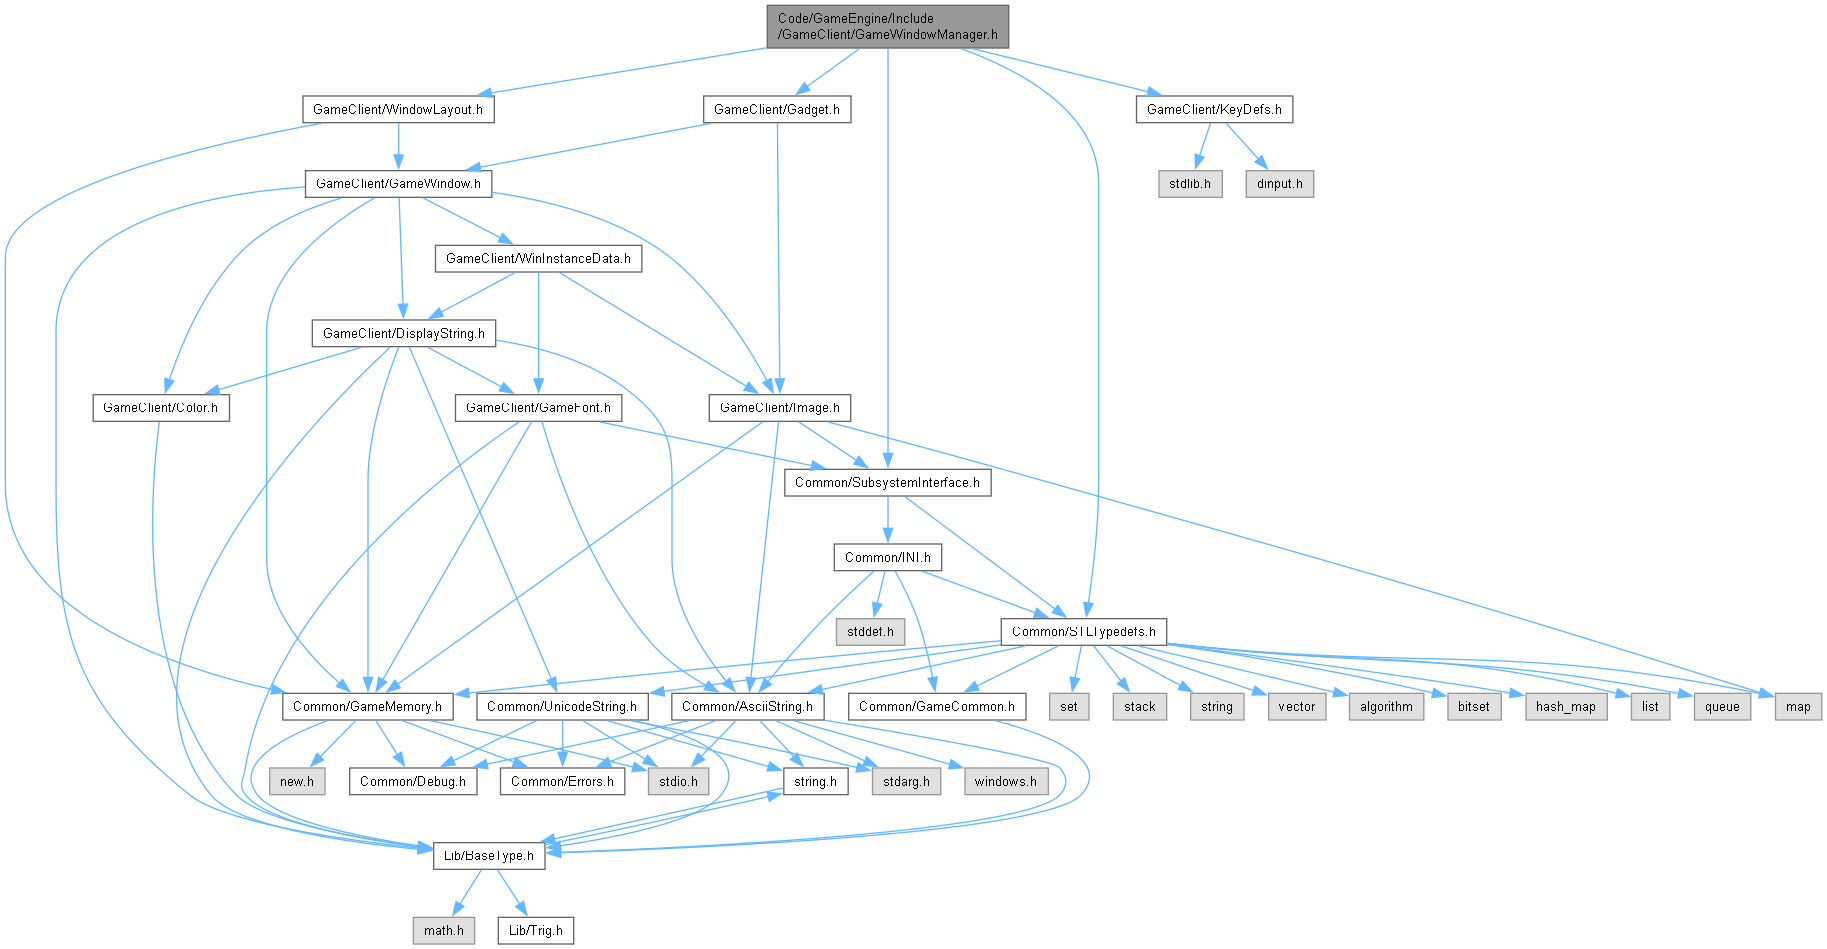 Code/GameEngine/Include
/GameClient/GameWindowManager.h
GameClient/WindowLayout.h
GameClient/Gadget.h
GameClient/KeyDefs.h
GameClient/GameWindow.h
stdlib.h
dinput.h
GameClient/WinInstanceData.h
GameClient/DisplayString.h
GameClient/Color.h
GameClient/GameFont.h
GameClient/Image.h
Common/SubsystemInterface.h
Common/INI.h
stddef.h
Common/STLTypedefs.h
Common/GameMemory.h
Common/UnicodeString.h
Common/AsciiString.h
Common/GameCommon.h
set
stack
string
vector
algorithm
bitset
hash_map
list
queue
map
new.h
Common/Debug.h
Common/Errors.h
stdio.h
string.h
stdarg.h
windows.h
Lib/BaseType.h
math.h
Lib/Trig.h